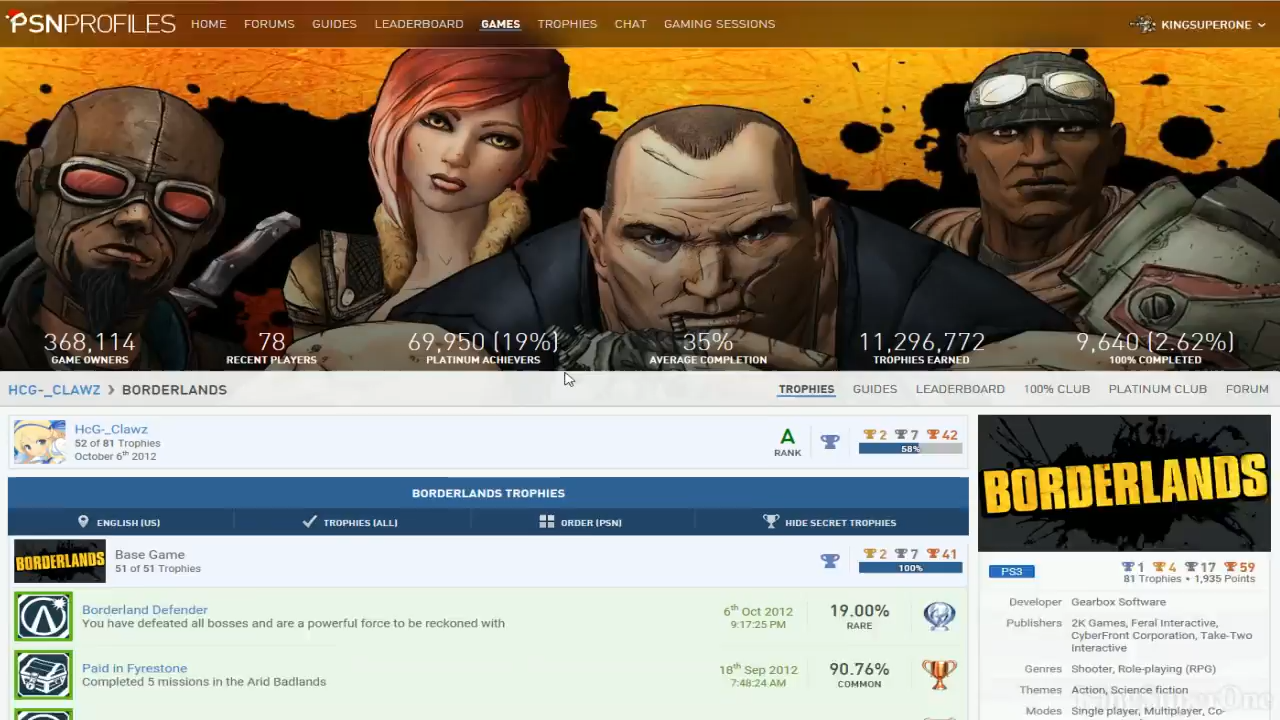 PSNPROFILES HOME FORUMS GUIDES LEADERBOARD GAMES TROPHIES CHAT GAMING SESSIONS KINGSUPERONE
368,114 78 69,950 (19%) 35% 11,296,772 9,640 (2.62%)
GAME OWNERS RECENT PLAYERS PLATINUM ACHIEVERS AVERAGE COMPLETION TROPHIES EARNED 100% COMPLETED
HCG-_CLAWZ > BORDERLANDS TROPHIES GUIDES LEADERBOARD 100% CLUB PLATINUM CLUB FORUM
HcG-_Clawz
52 of 81 Trophies
October 6th 2012
A
RANK
2 7 42
58%
BORDERLANDS
BORDERLANDS TROPHIES
ENGLISH (US) TROPHIES (ALL) ORDER (PSN) HIDE SECRET TROPHIES
BORDERLANDS
Base Game
51 of 51 Trophies
2 7 41
100%
Borderland Defender
You have defeated all bosses and are a powerful force to be reckoned with
6th Oct 2012
9:17:25 PM
19.00%
RARE
Paid in Fyrestone
Completed 5 missions in the Arid Badlands
18th Sep 2012
7:48:24 AM
90.76%
COMMON
PS3
1 4 17 59
81 Trophies • 1,935 Points
Developer Gearbox Software
Publishers 2K Games, Feral Interactive,
CyberFront Corporation, Take-Two
Interactive
Genres Shooter, Role-playing (RPG)
Themes Action, Science fiction
Modes Single player, Multiplayer, Co-
KingSuperOne